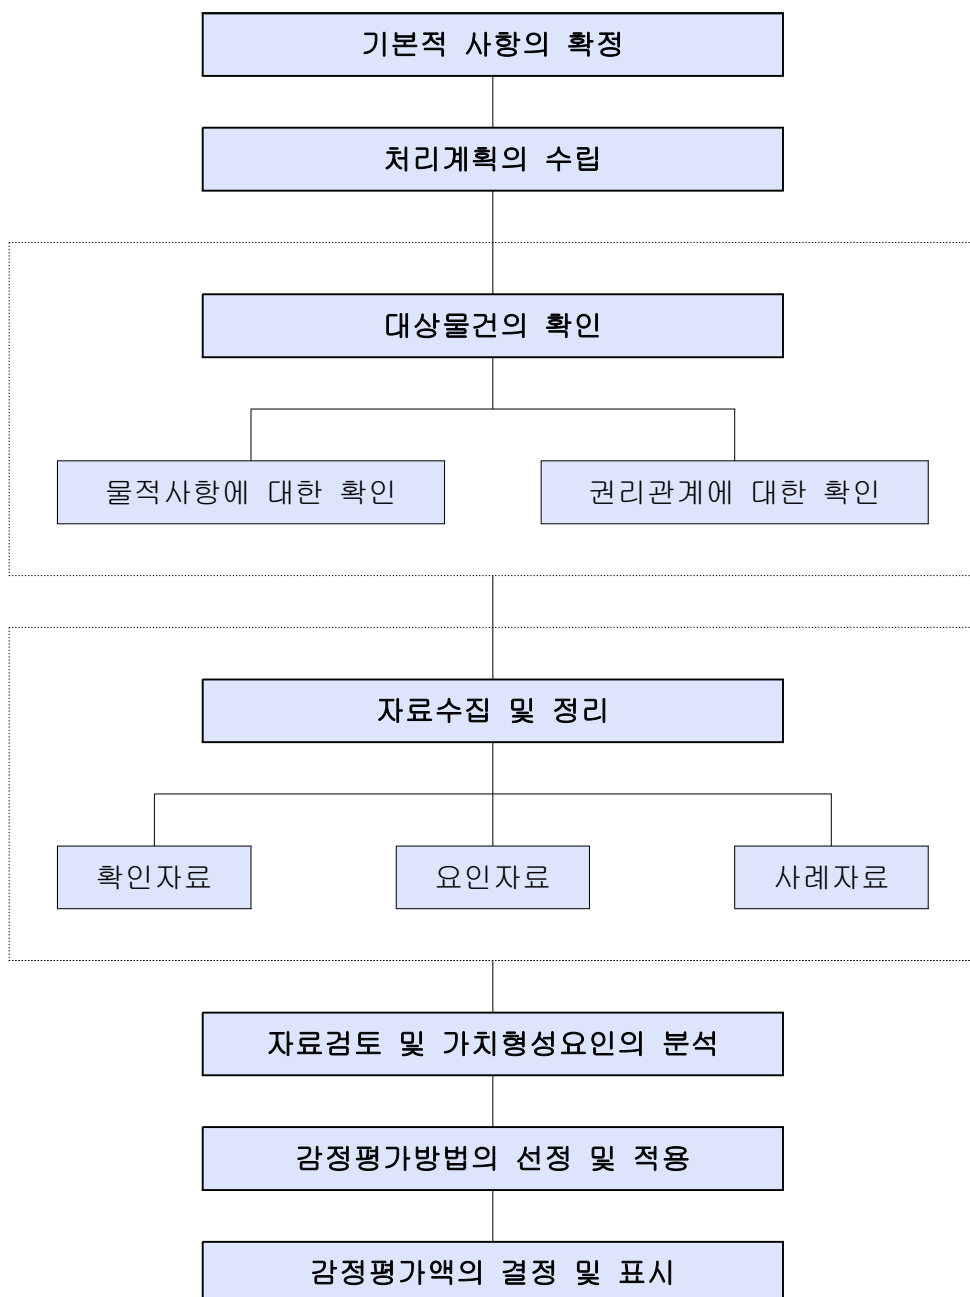 기본적 사항의 확정
처리계획의 수립
대상물건의 확인
물적사항에 대한 확인
권리관계에 대한 확인
자료수집 및 정리
확인자료
요인자료
사례자료
자료검토 및 가치형성요인의 분석
감정평가방법의 선정 및 적용
감정평가액의 결정 및 표시